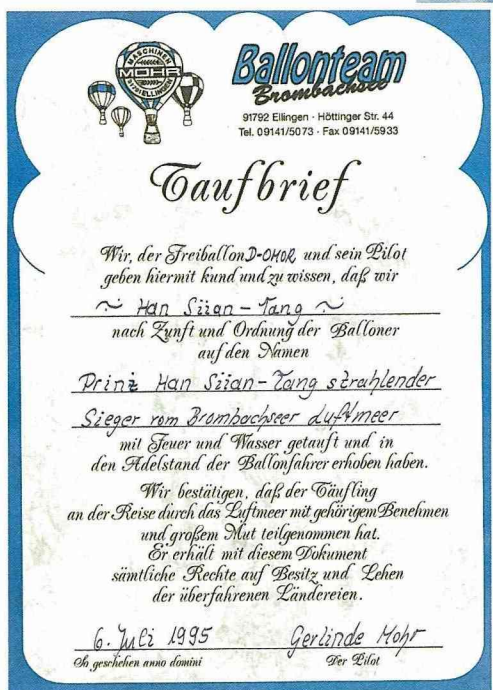 MASCHINEN
MOHR
91792 ELLINGEN
Ballonteam
Brombachsee
91792 Ellingen · Höttinger Str. 44
Tel. 09141/5073 · Fax 09141/5933
Taufbrief
Wir, der Freiballon D-OHOR und sein Pilot
geben hiermit kund und zu wissen, daß wir
~ Han Siian-Tang ~
nach Zunft und Ordnung der Balloner
auf den Namen
Prinz Han Siian-Tang strahlender
Sieger vom Brombachseer Luftmeer
mit Feuer und Wasser getauft und in
den Adelstand der Ballonfahrer erhoben haben.
Wir bestätigen, daß der Täufling
an der Reise durch das Luftmeer mit gehörigem Benehmen
und großem Mut teilgenommen hat.
Er erhält mit diesem Dokument
sämtliche Rechte auf Besitz und Lehen
der überfahrenen Ländereien.
6. Juli 1995 Gerlinde Mohr
So geschehen anno domini Der Pilot